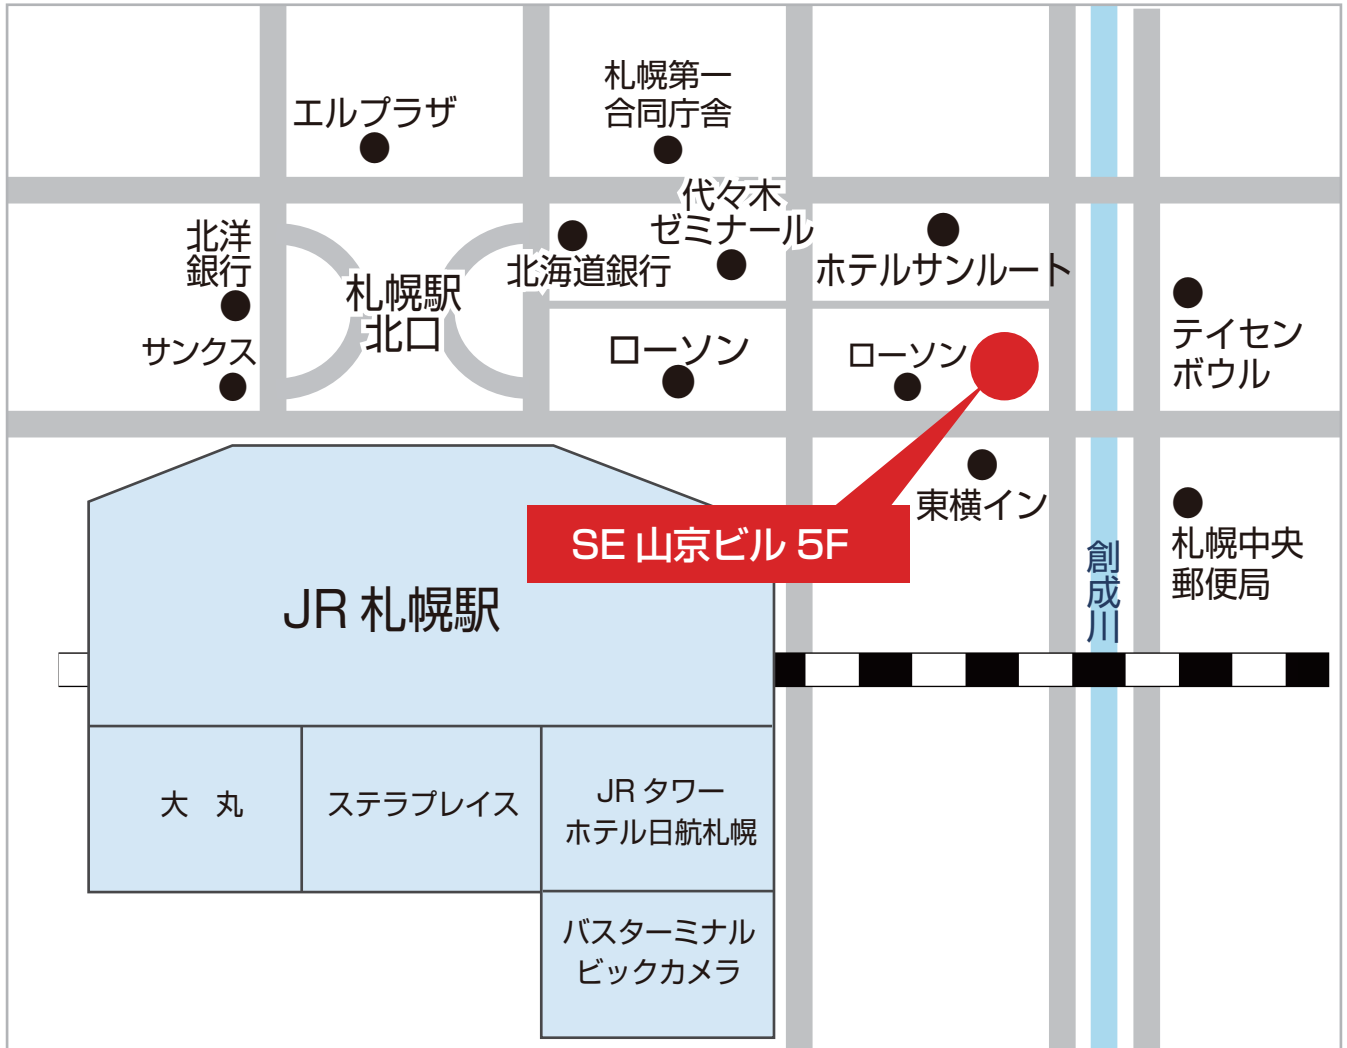 エルプラザ
札幌第一
合同庁舎
代々木
ゼミナール
北洋
銀行
北海道銀行
ホテルサンルート
札幌駅
北口
サンクス
ローソン
ローソン
テイセン
ボウル
東横イン
SE 山京ビル 5F
札幌中央
郵便局
創成川
JR 札幌駅
大　丸
ステラプレイス
JR タワー
ホテル日航札幌
バスターミナル
ビックカメラ